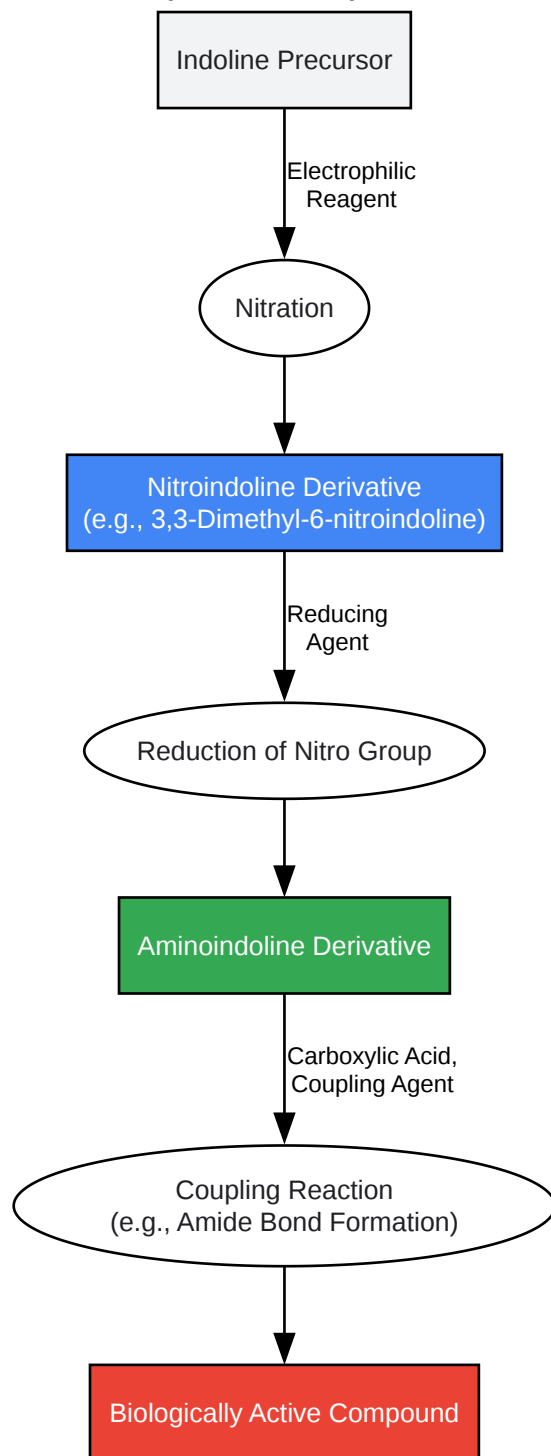 Indoline Precursor
Electrophilic
Reagent
Nitration
Nitroindoline Derivative
(e.g., 3,3-Dimethyl-6-nitroindoline)
Reducing
Agent
Reduction of Nitro Group
Aminoindoline Derivative
Carboxylic Acid,
Coupling Agent
Coupling Reaction
(e.g., Amide Bond Formation)
Biologically Active Compound